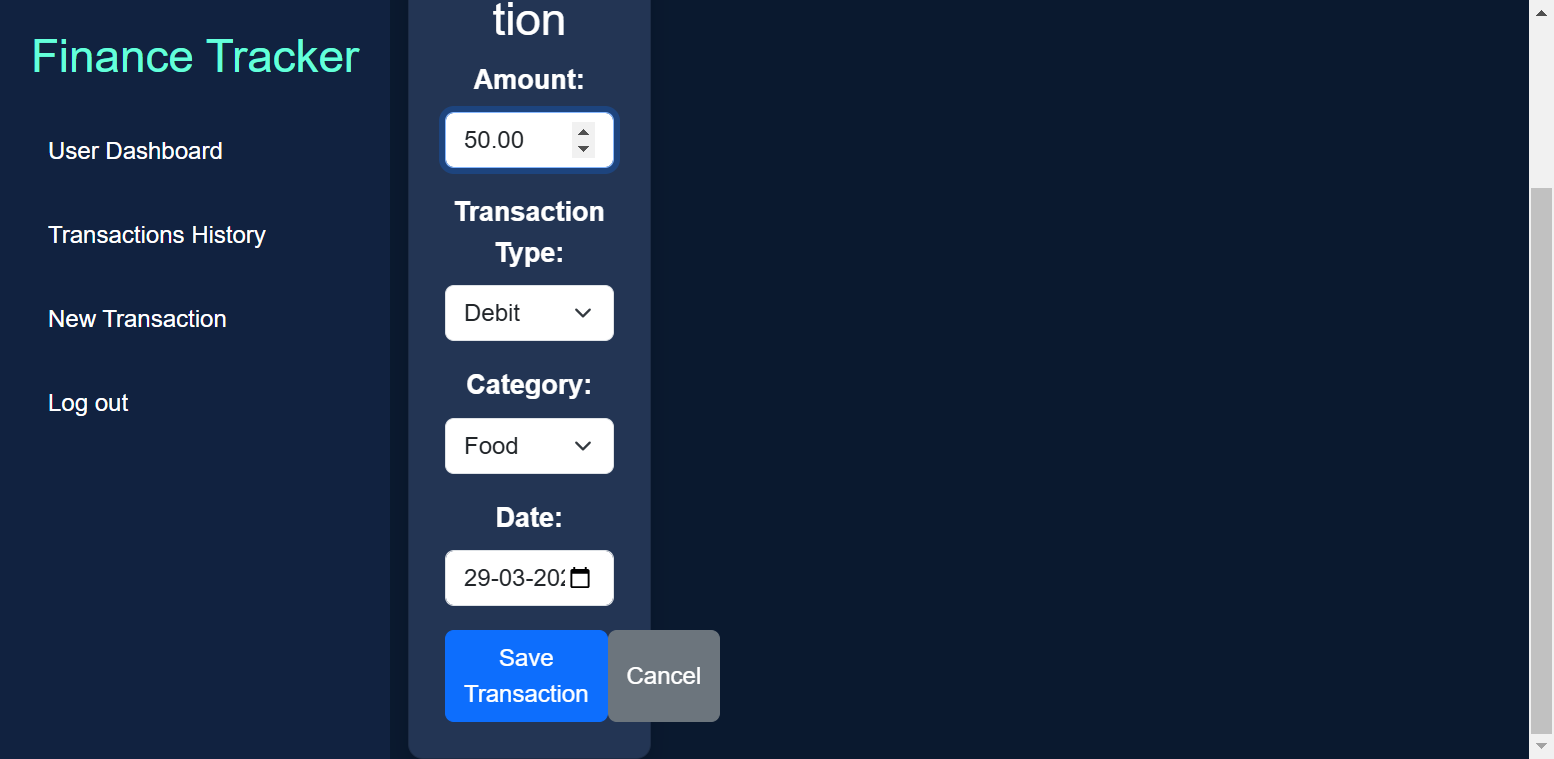 Finance Tracker
User Dashboard
Transactions History
New Transaction
Log out
tion
Amount:
50.00
Transaction
Type:
Debit
Category:
Food
Date:
29-03-202
Save
Transaction
Cancel